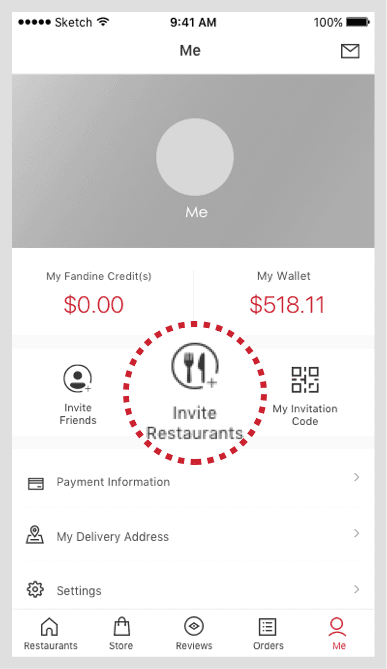 Sketch 9:41 AM 100%
Me
Me
My Fandine Credit(s) My Wallet
$0.00 $518.11
Invite
Friends
Invite
Restaurants
My Invitation
Code
Payment Information
My Delivery Address
Settings
Restaurants Store Reviews Orders Me